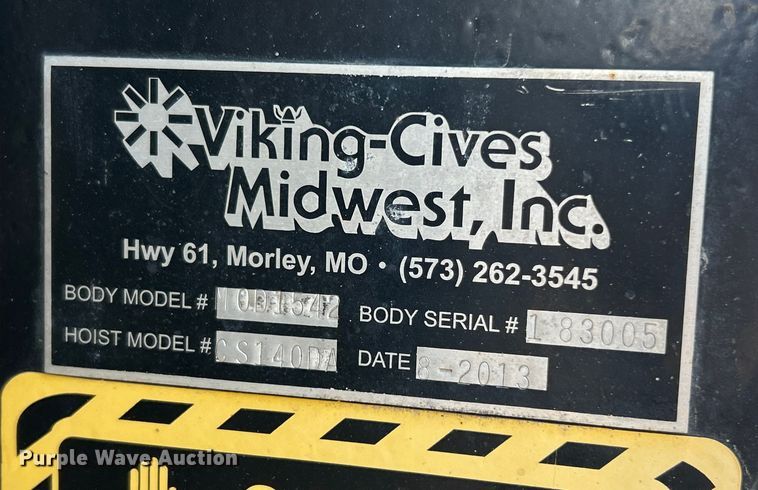 Viking-Cives
Midwest, Inc.
Hwy 61, Morley, MO • (573) 262-3545
BODY MODEL #
BODY SERIAL # 183005
HOIST MODEL # CS140DA
DATE 8-2013
Purple Wave Auction